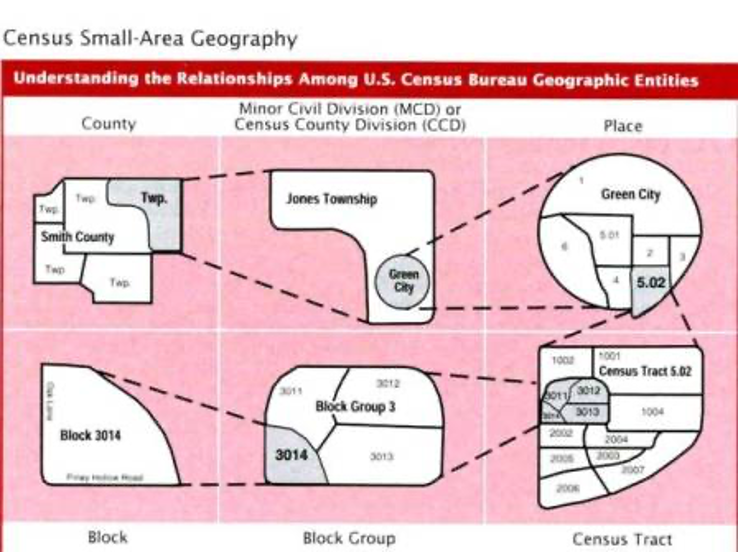 Census Small-Area Geography
Understanding the Relationships Among U.S. Census Bureau Geographic Entities
County
Minor Civil Division (MCD) or
Census County Division (CCD)
Place
Twp.
Twp.
Twp.
Smith County
Twp.
Twp.
Jones Township
Green
City
1
Green City
6
5.01
2
3
4
5.02
Oak Lane
Block 3014
Piney Hollow Road
3011
3012
Block Group 3
3014
3013
1002
1001
Census Tract 5.02
3011
3012
3014
3013
1004
2002
2004
2005
2003
2007
2006
Block
Block Group
Census Tract